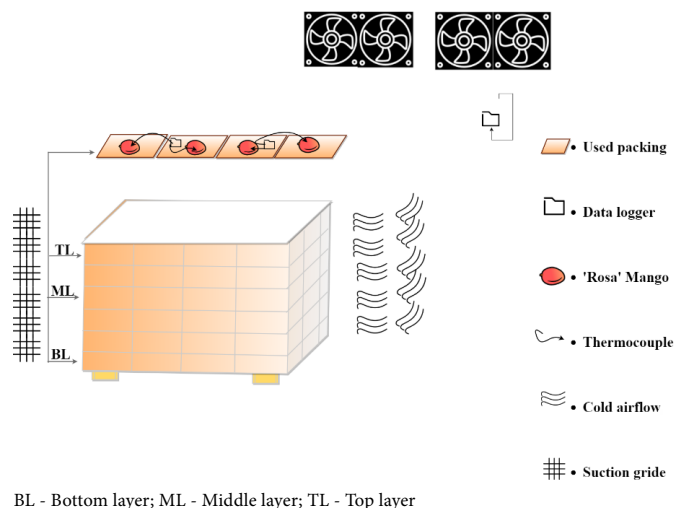 • Used packing
• Data logger
• 'Rosa' Mango
TL
ML
• Thermocouple
BL
• Cold airflow
• Suction gride
BL - Bottom layer; ML - Middle layer; TL - Top layer